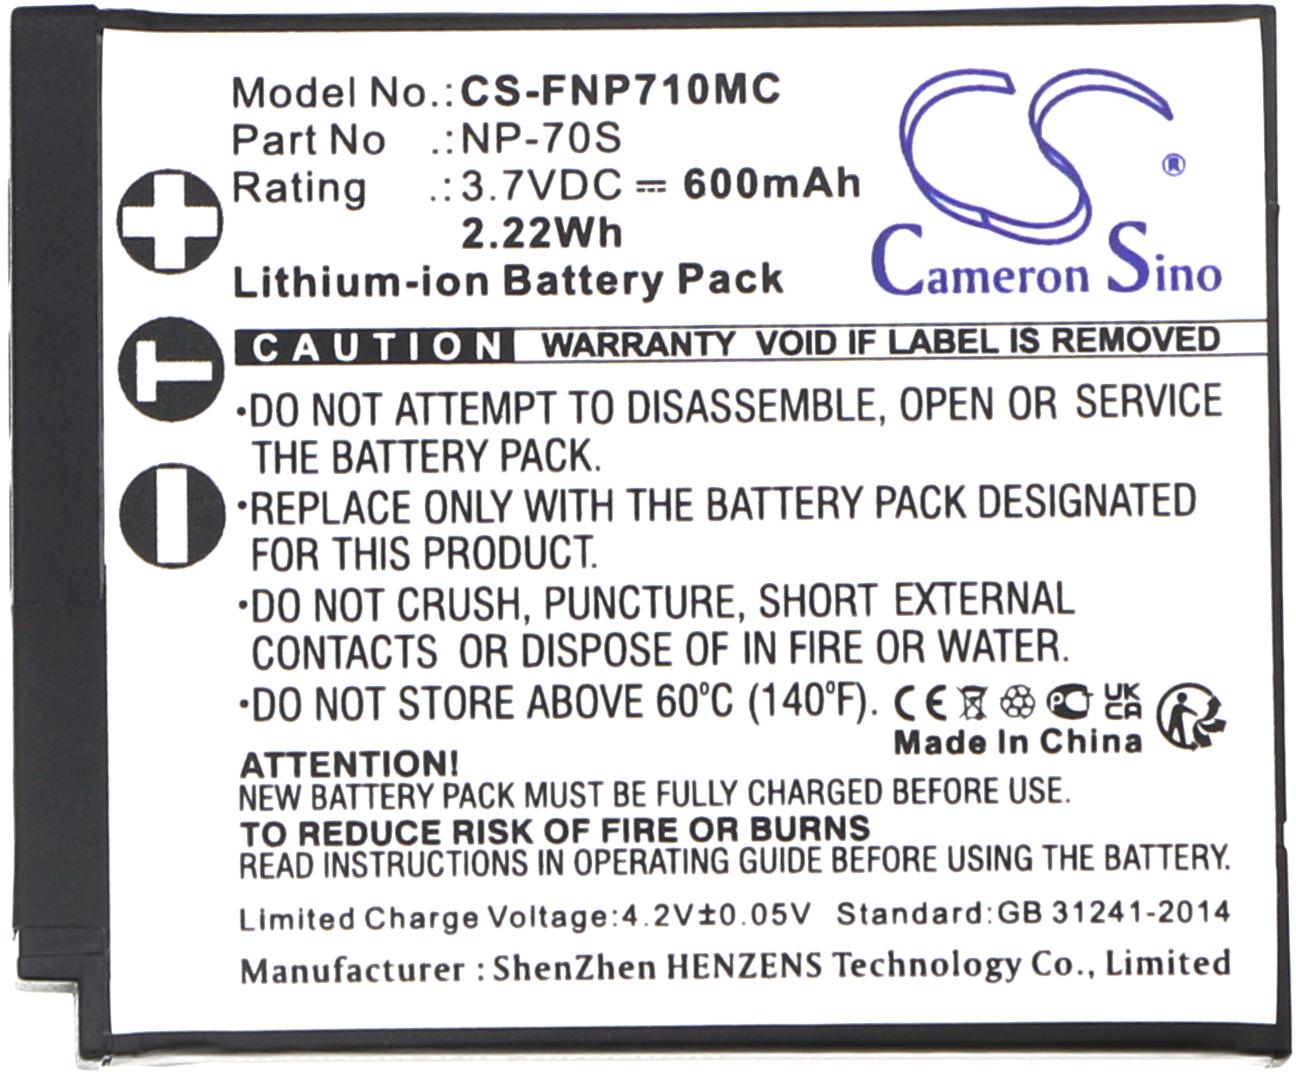 Model No.:CS-FNP710MC
Part No .:NP-70S
Rating .:3.7VDC ⎓ 600mAh
2.22Wh
Lithium-ion Battery Pack
CS
®
Cameron Sino
+
T
-
CAUTION WARRANTY VOID IF LABEL IS REMOVED
•DO NOT ATTEMPT TO DISASSEMBLE, OPEN OR SERVICE
THE BATTERY PACK.
•REPLACE ONLY WITH THE BATTERY PACK DESIGNATED
FOR THIS PRODUCT.
•DO NOT CRUSH, PUNCTURE, SHORT EXTERNAL
CONTACTS OR DISPOSE OF IN FIRE OR WATER.
•DO NOT STORE ABOVE 60°C (140°F).
CE PC UK
CA
Made In China
ATTENTION!
NEW BATTERY PACK MUST BE FULLY CHARGED BEFORE USE.
TO REDUCE RISK OF FIRE OR BURNS
READ INSTRUCTIONS IN OPERATING GUIDE BEFORE USING THE BATTERY.
Limited Charge Voltage:4.2V±0.05V Standard:GB 31241-2014
Manufacturer : ShenZhen HENZENS Technology Co., Limited